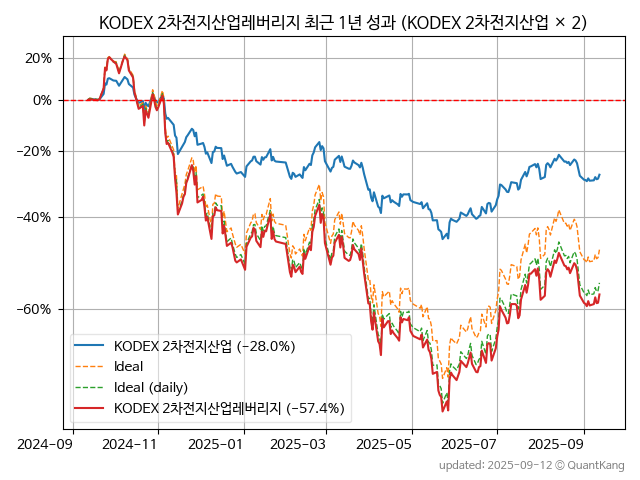 KODEX 2차전지산업레버리지 최근 1년 성과 (KODEX 2차전지산업 × 2)
20%
0%
−20%
−40%
−60%
KODEX 2차전지산업 (−28.0%)
Ideal
Ideal (daily)
KODEX 2차전지산업레버리지 (−57.4%)
2024-09 2024-11 2025-01 2025-03 2025-05 2025-07 2025-09
updated: 2025-09-12 © QuantKang